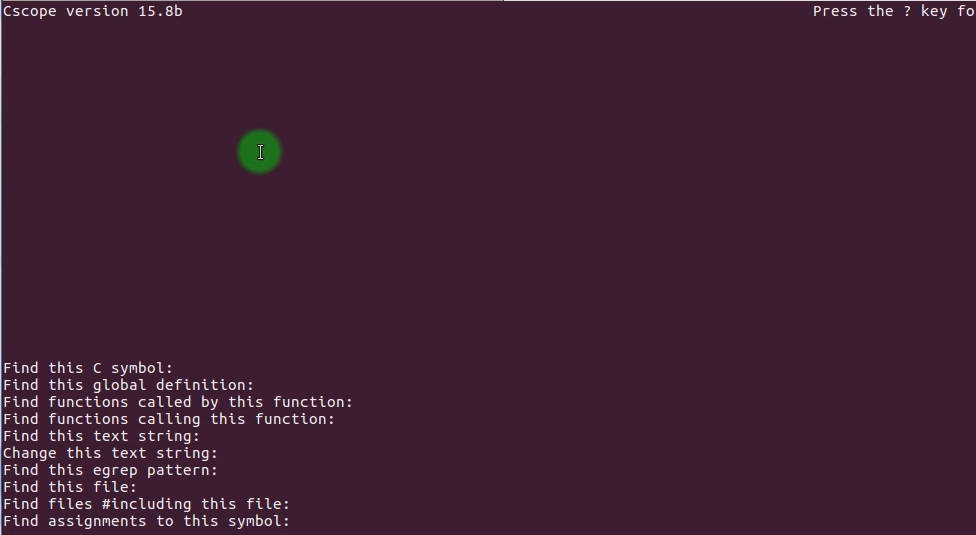 Cscope version 15.8b Press the ? key fo
Find this C symbol:
Find this global definition:
Find functions called by this function:
Find functions calling this function:
Find this text string:
Change this text string:
Find this egrep pattern:
Find this file:
Find files #including this file:
Find assignments to this symbol: